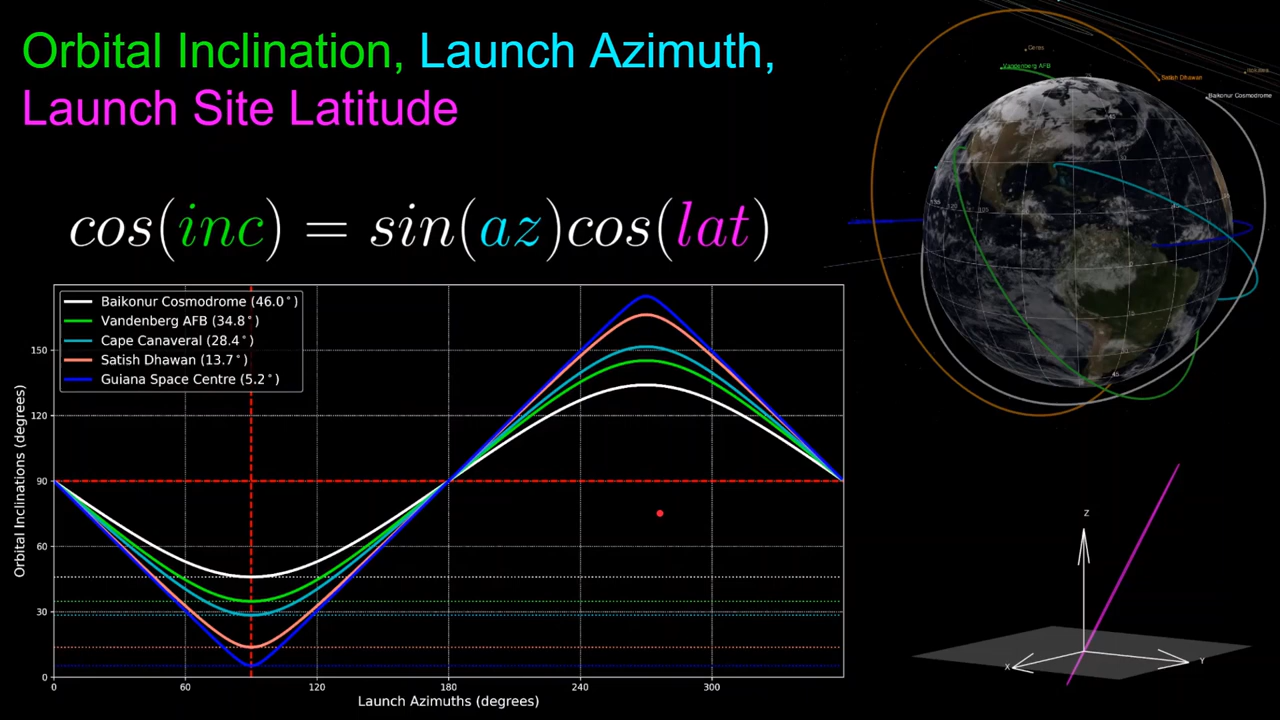 Orbital Inclination, Launch Azimuth,
Launch Site Latitude
cos(inc) = sin(az)cos(lat)
Baikonur Cosmodrome (46.0°)
Vandenberg AFB (34.8°)
Cape Canaveral (28.4°)
Satish Dhawan (13.7°)
Guiana Space Centre (5.2°)
Orbital Inclinations (degrees)
150
120
90
60
30
0
0 60 120 180 240 300
Launch Azimuths (degrees)
Ceres
Vandenberg AFB
Satish Dhawan
Baikonur Cosmodrome
Z
X
Y